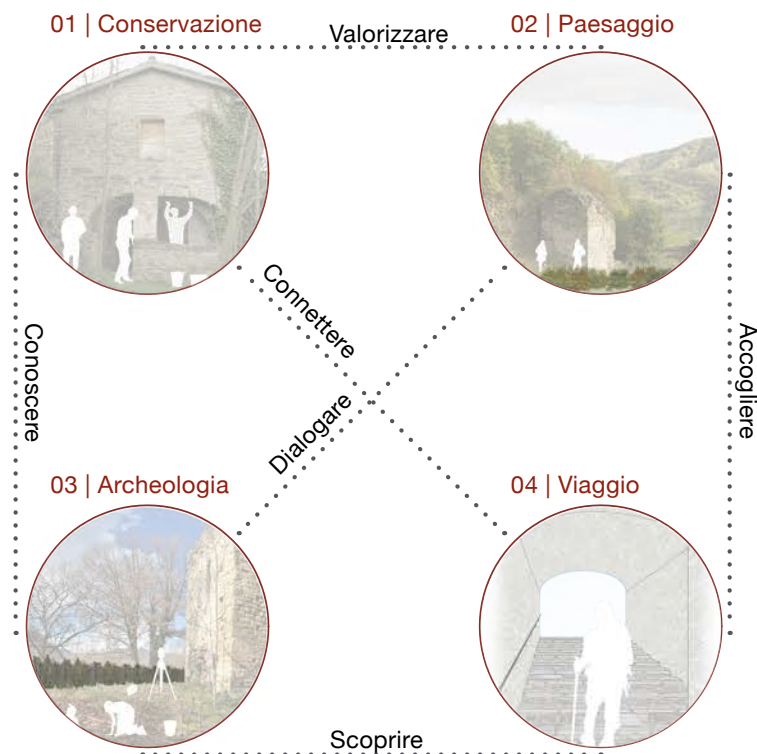 01 | Conservazione
Valorizzare
02 | Paesaggio
Conoscere
Connettere
Dialogare
Accogliere
03 | Archeologia
04 | Viaggio
Scoprire